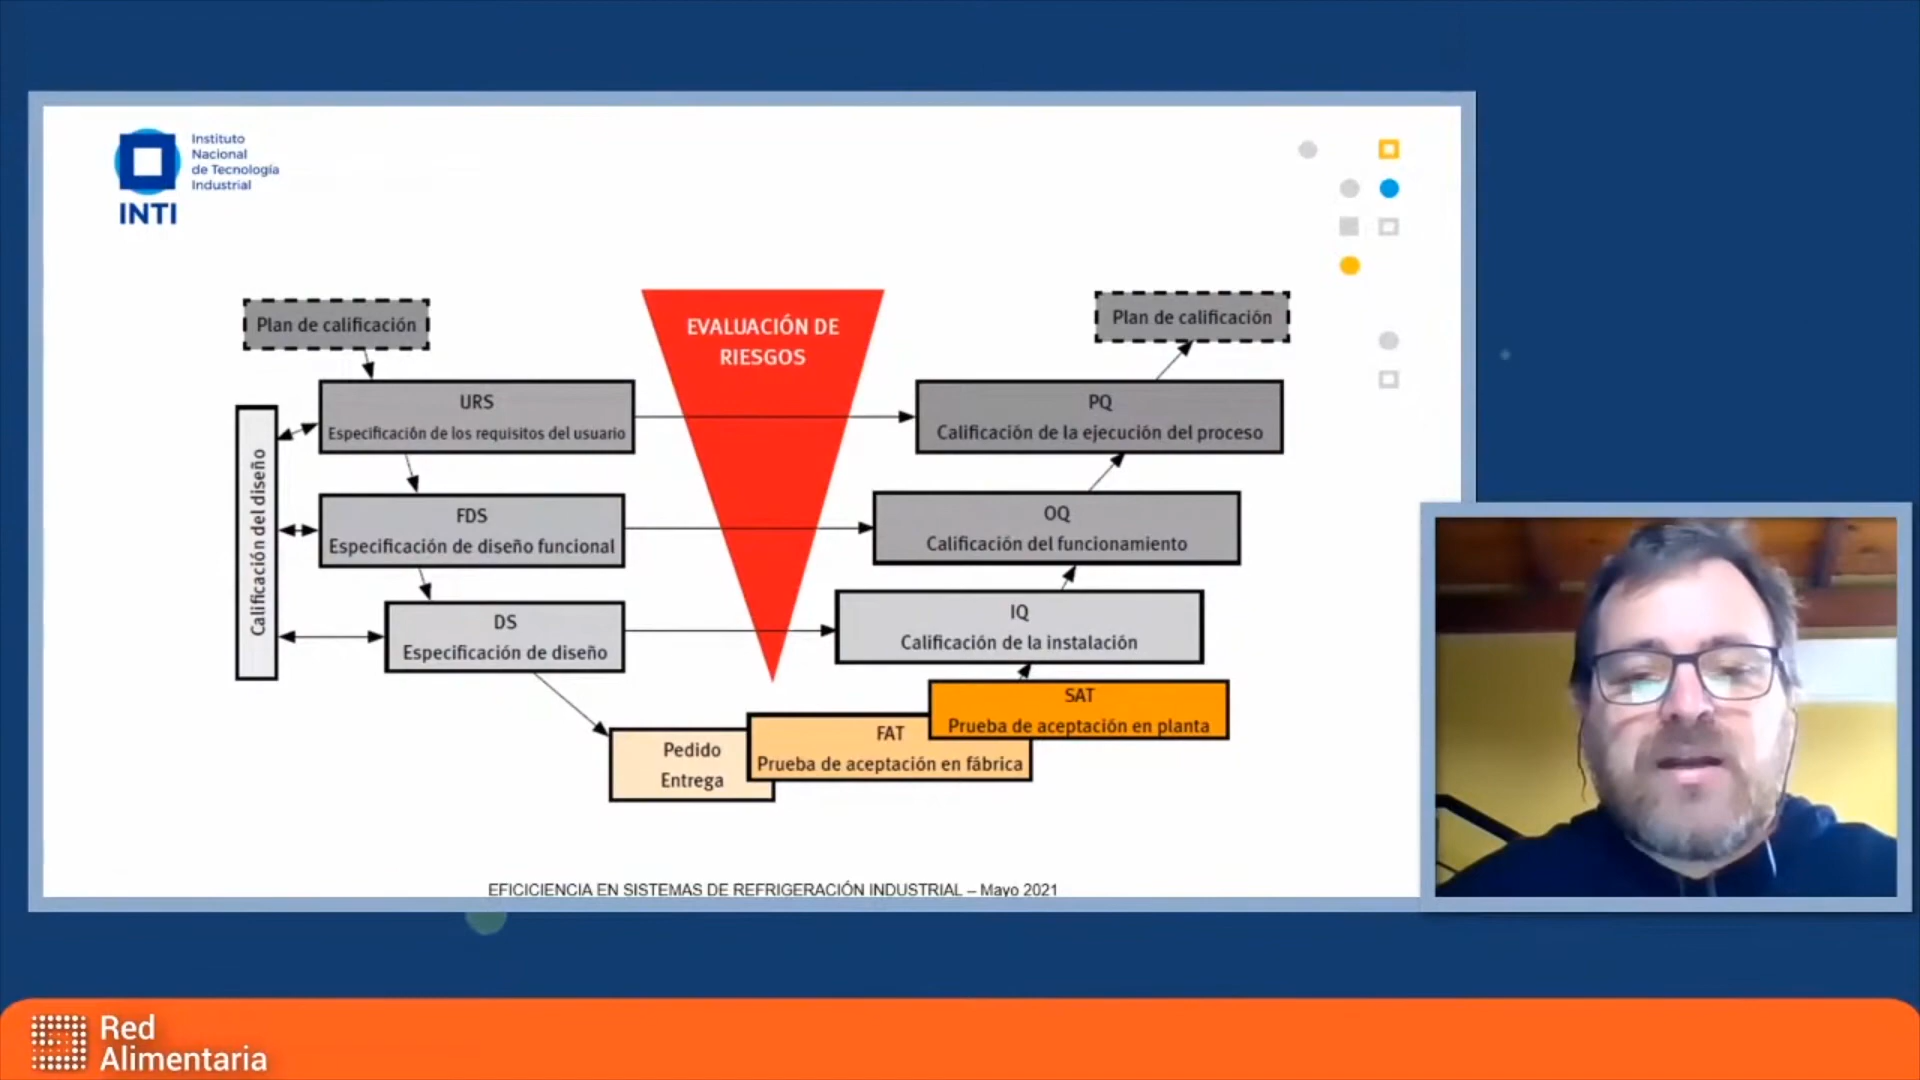 Instituto
Nacional
de Tecnología
Industrial
INTI
Plan de calificación
EVALUACIÓN DE
RIESGOS
Plan de calificación
URS
Especificación de los requisitos del usuario
PQ
Calificación de la ejecución del proceso
Calificación del diseño
FDS
Especificación de diseño funcional
OQ
Calificación del funcionamiento
DS
Especificación de diseño
IQ
Calificación de la instalación
SAT
Prueba de aceptación en planta
FAT
Prueba de aceptación en fábrica
Pedido
Entrega
EFICICIENCIA EN SISTEMAS DE REFRIGERACIÓN INDUSTRIAL – Mayo 2021
Red
Alimentaria